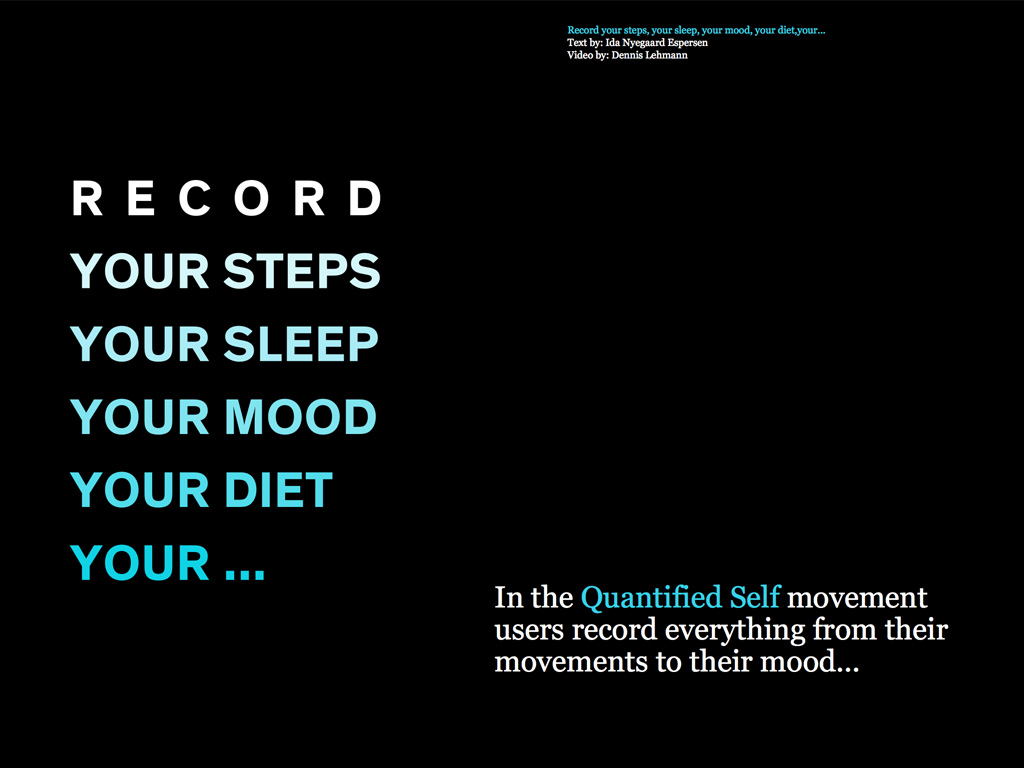 Record your steps, your sleep, your mood, your diet,your...
Text by: Ida Nyegaard Espersen
Video by: Dennis Lehmann
RECORD
YOUR STEPS
YOUR SLEEP
YOUR MOOD
YOUR DIET
YOUR ...
In the Quantified Self movement
users record everything from their
movements to their mood...